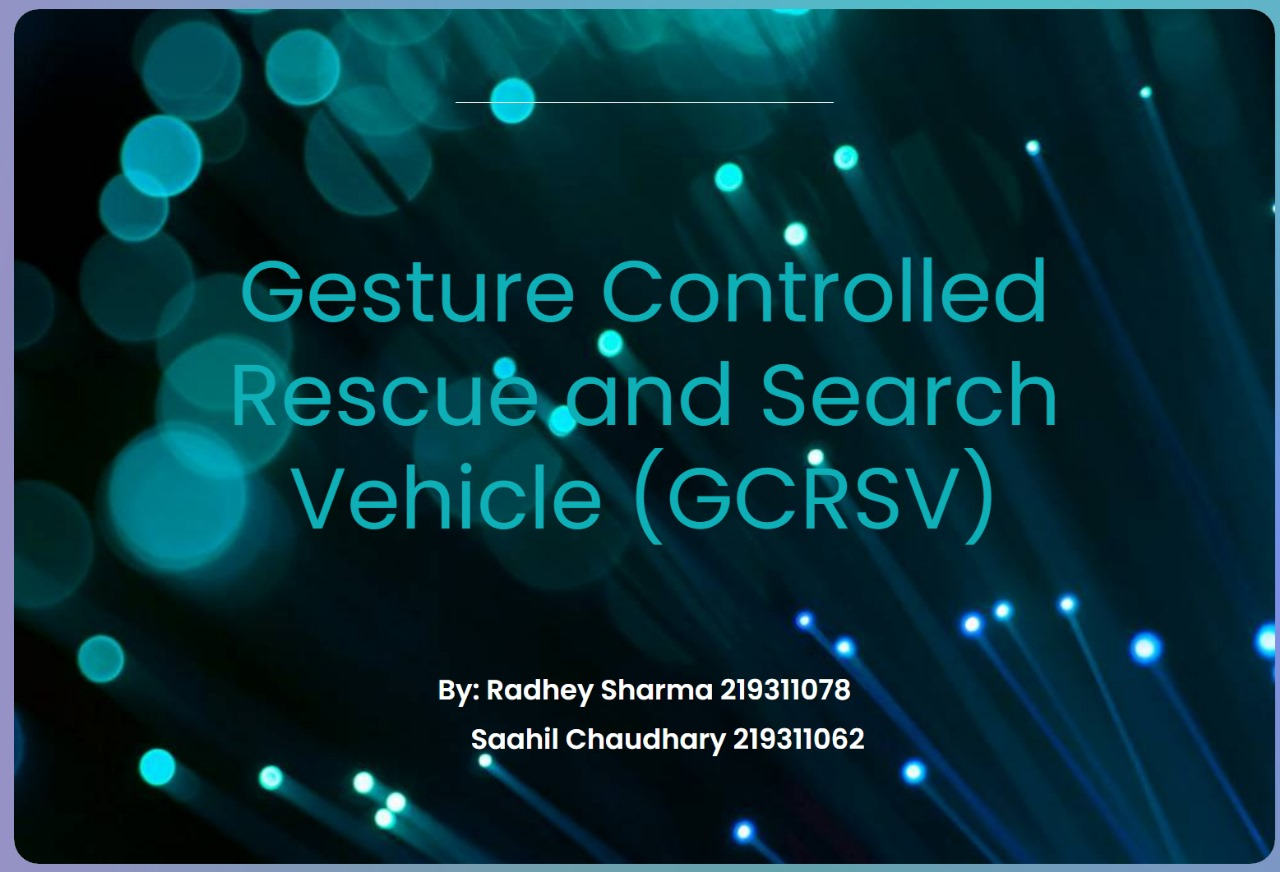 Gesture Controlled
Rescue and Search
Vehicle (GCRSV)
By: Radhey Sharma 219311078
Saahil Chaudhary 219311062